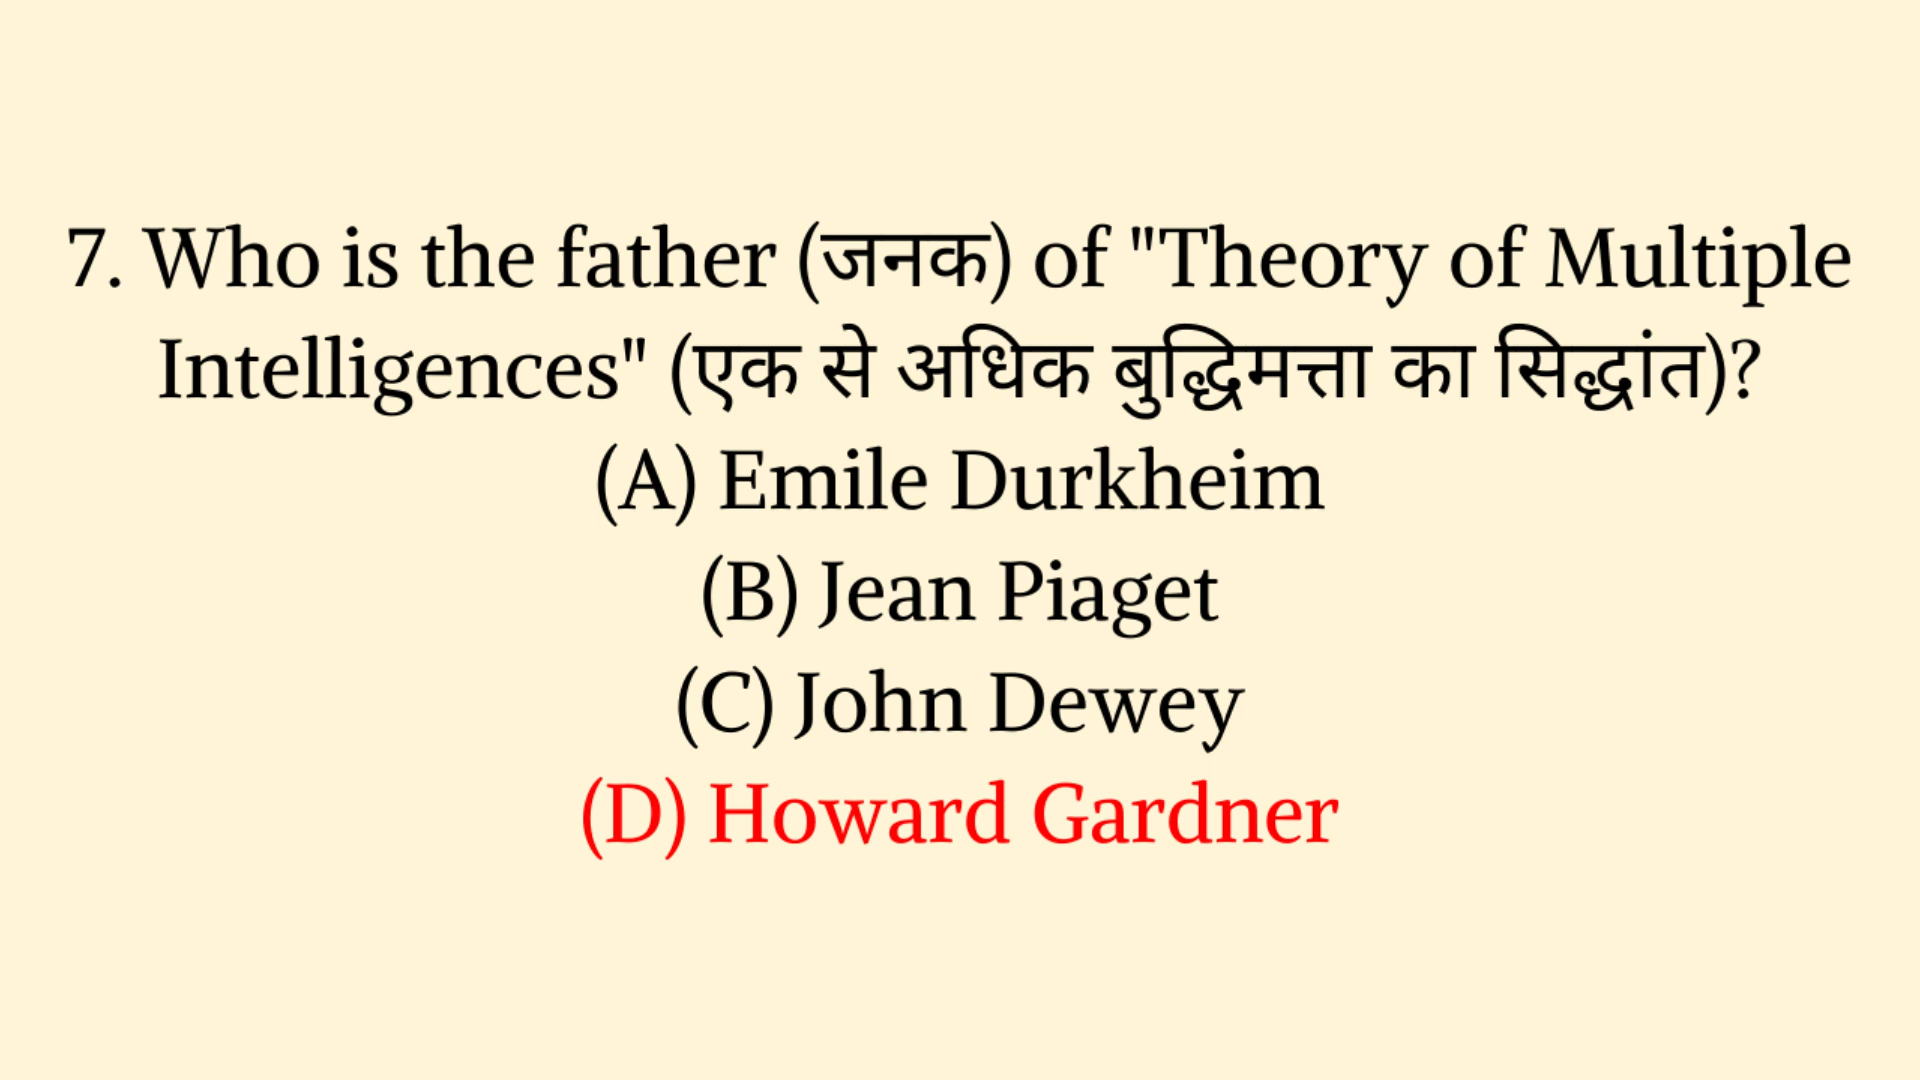 7. Who is the father (जनक) of "Theory of Multiple
Intelligences" (एक से अधिक बुद्धिमत्ता का सिद्धांत)?
(A) Emile Durkheim
(B) Jean Piaget
(C) John Dewey
(D) Howard Gardner